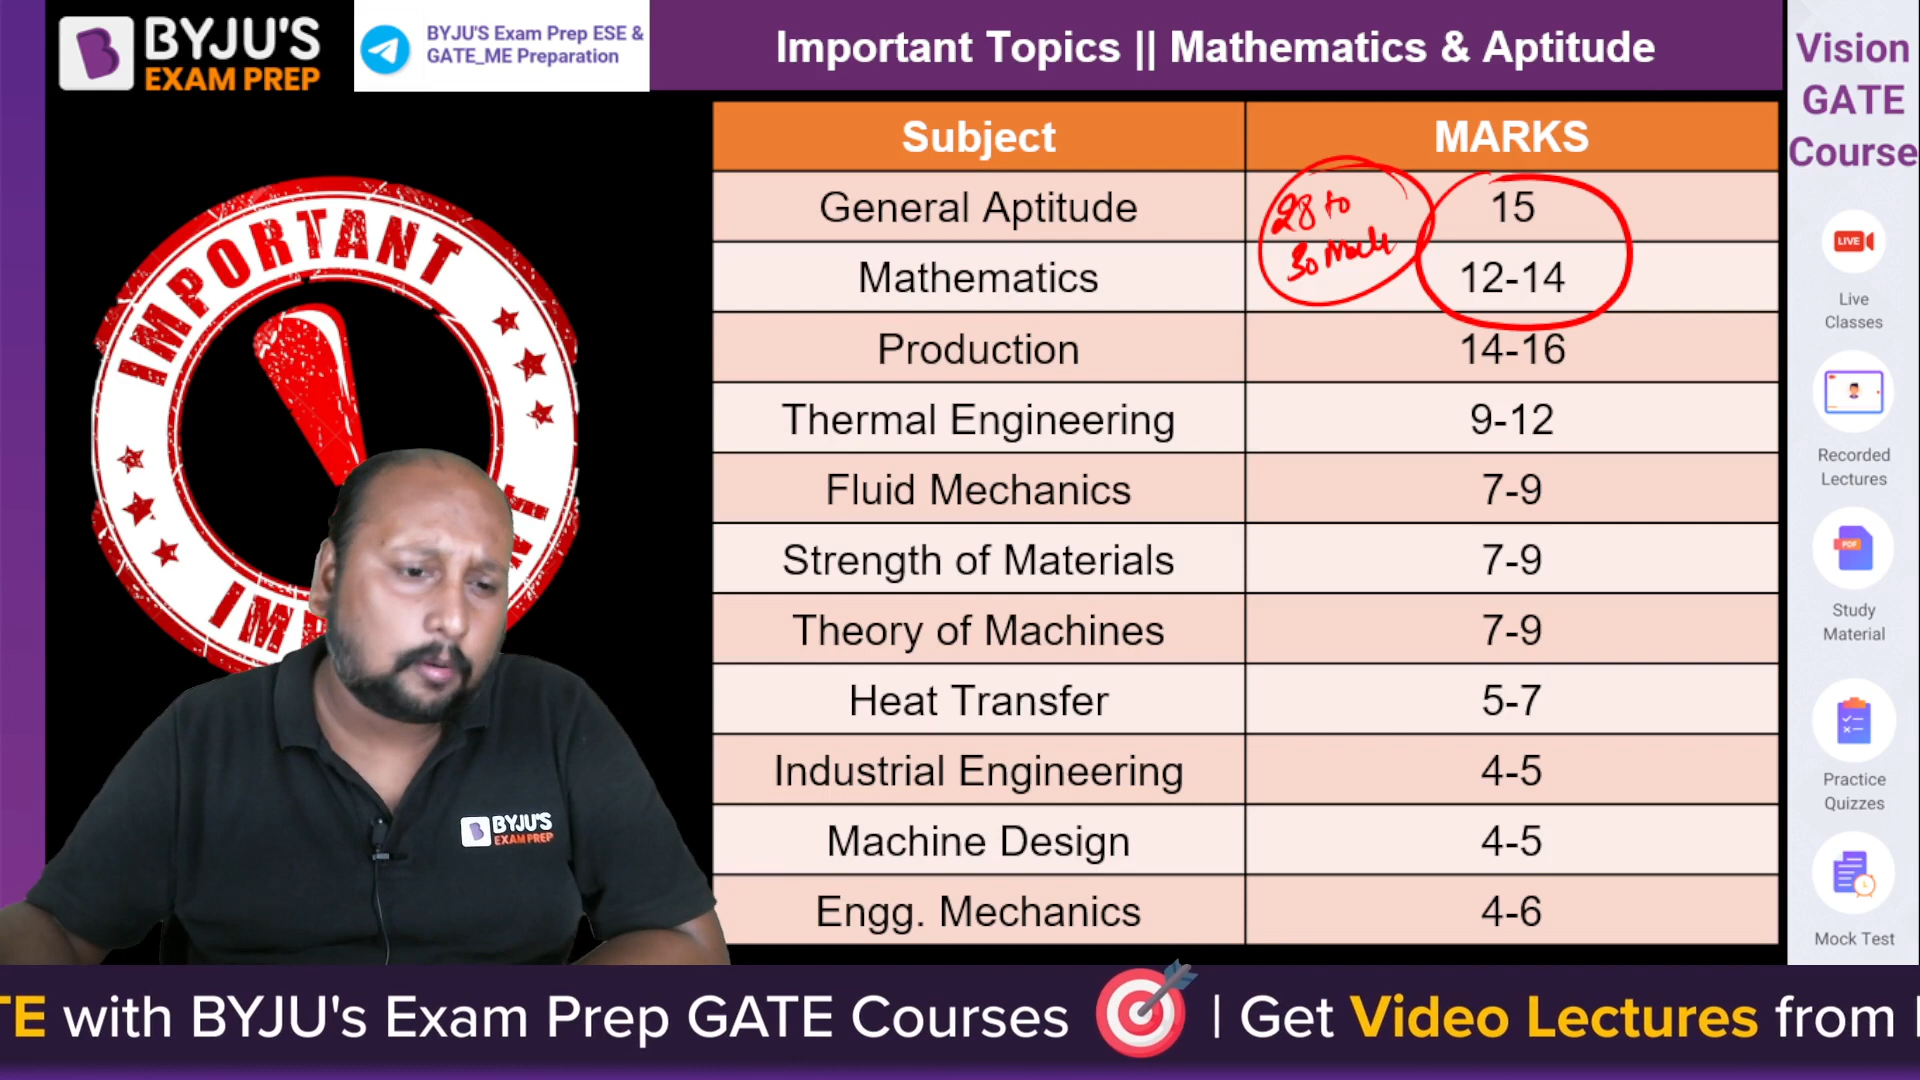 BYJU'S
EXAM PREP
BYJU'S Exam Prep ESE &
GATE_ME Preparation
Important Topics || Mathematics & Aptitude
Vision
GATE
Course
Subject MARKS
General Aptitude 15
28 to
30
Mathematics 12-14
Production 14-16
Thermal Engineering 9-12
Fluid Mechanics 7-9
Strength of Materials 7-9
Theory of Machines 7-9
Heat Transfer 5-7
Industrial Engineering 4-5
Machine Design 4-5
Engg. Mechanics 4-6
IMPORTANT
BYJU'S
EXAM PREP
LIVE
Live
Classes
Recorded
Lectures
PDF
Study
Material
Practice
Quizzes
Mock Test
TE with BYJU's Exam Prep GATE Courses | Get Video Lectures from